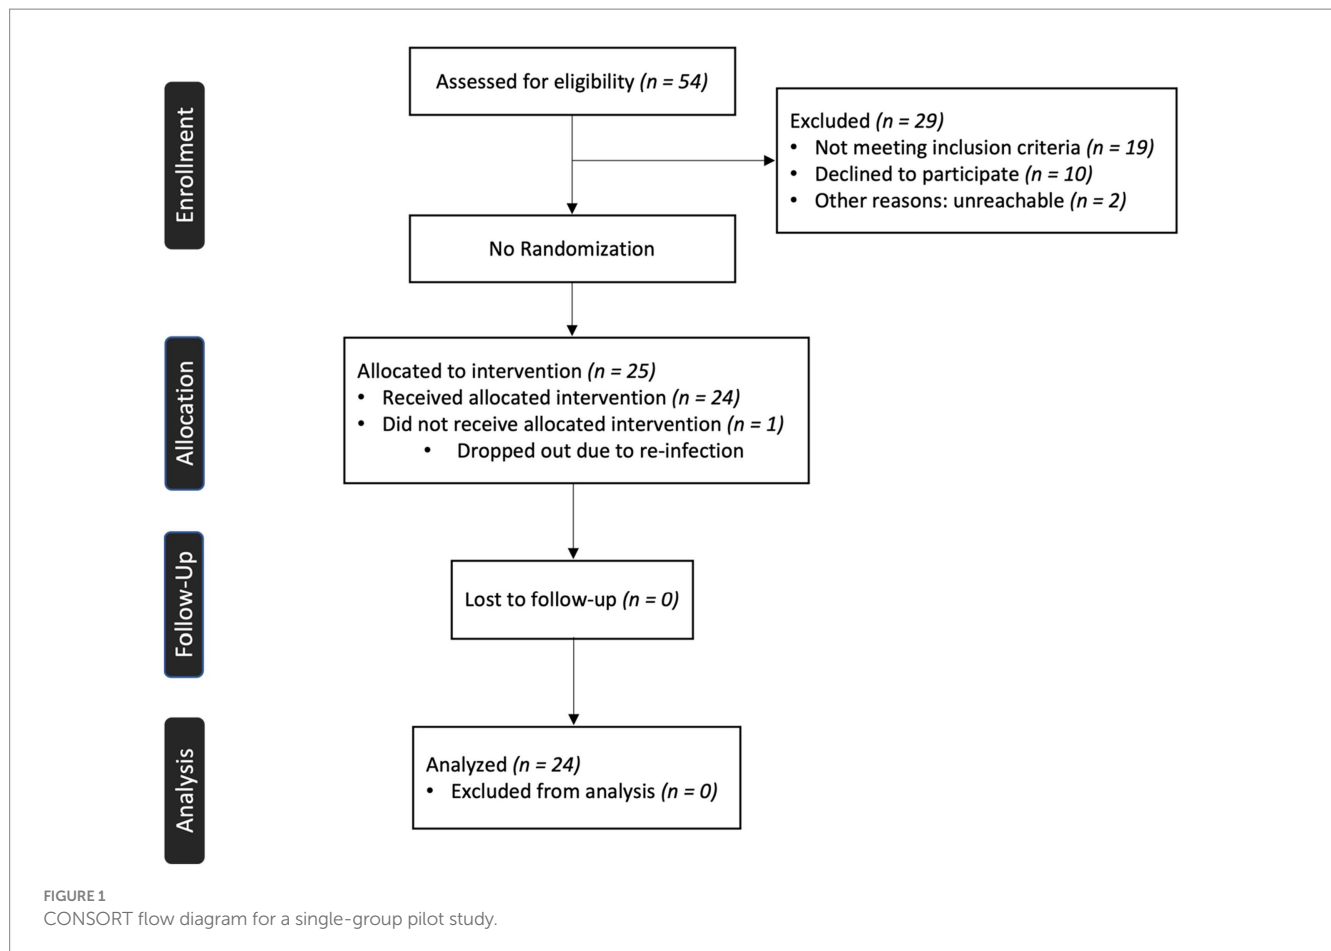 Enrollment
Assessed for eligibility (n = 54)
Excluded (n = 29)
• Not meeting inclusion criteria (n = 19)
• Declined to participate (n = 10)
• Other reasons: unreachable (n = 2)
No Randomization
Allocation
Allocated to intervention (n = 25)
• Received allocated intervention (n = 24)
• Did not receive allocated intervention (n = 1)
• Dropped out due to re-infection
Follow-Up
Lost to follow-up (n = 0)
Analysis
Analyzed (n = 24)
• Excluded from analysis (n = 0)
FIGURE 1
CONSORT flow diagram for a single-group pilot study.